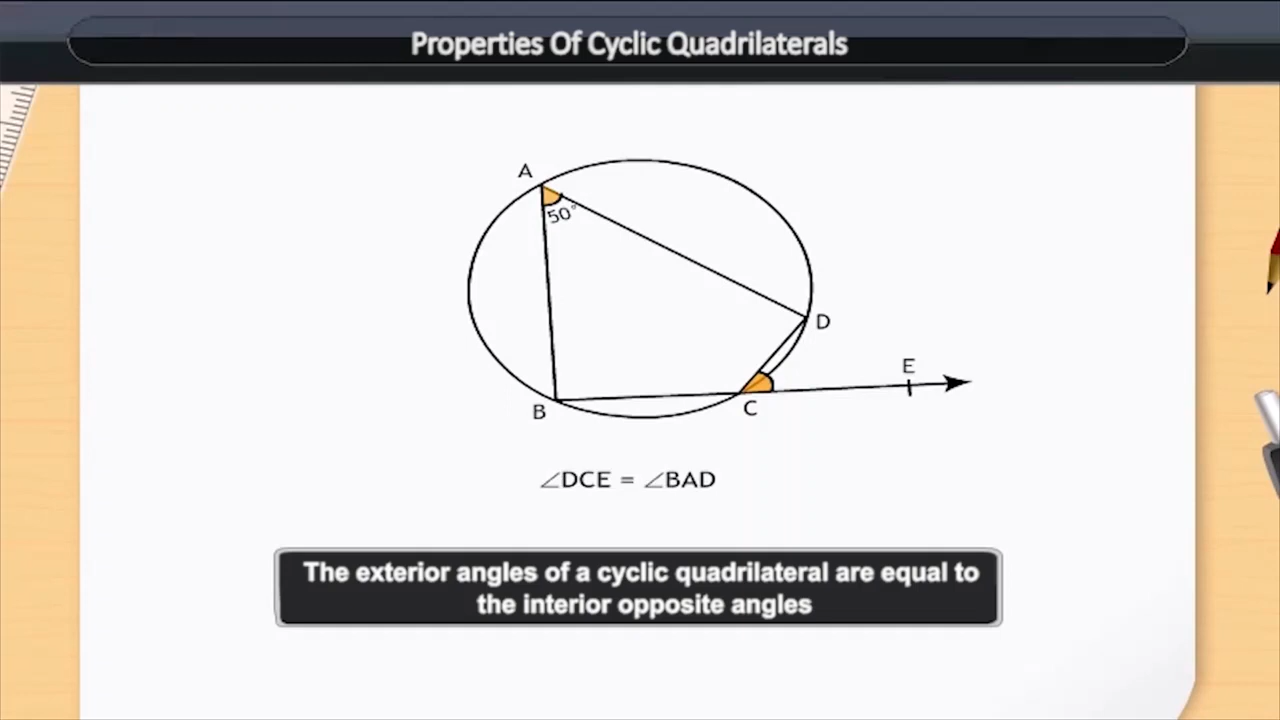 Properties Of Cyclic Quadrilaterals
A
50°
D
E
B
C
∠DCE = ∠BAD
The exterior angles of a cyclic quadrilateral are equal to
the interior opposite angles